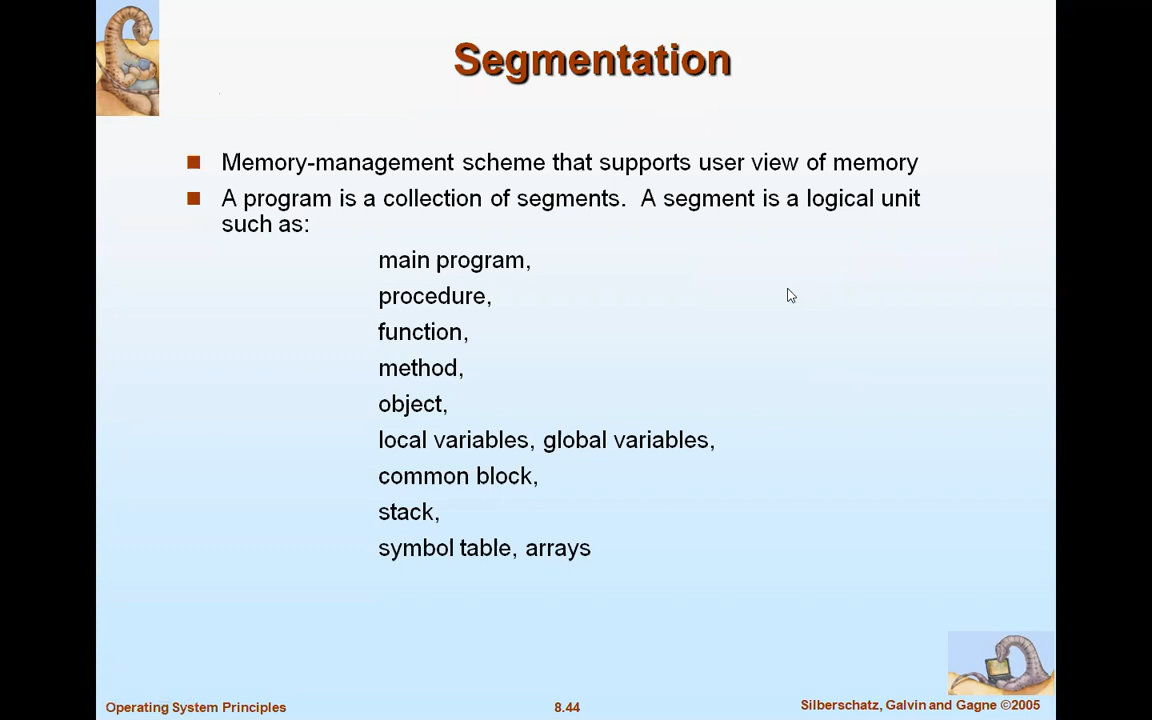 Segmentation
Memory-management scheme that supports user view of memory
A program is a collection of segments.  A segment is a logical unit
such as:
main program,
procedure,
function,
method,
object,
local variables, global variables,
common block,
stack,
symbol table, arrays
Operating System Principles
8.44
Silberschatz, Galvin and Gagne ©2005